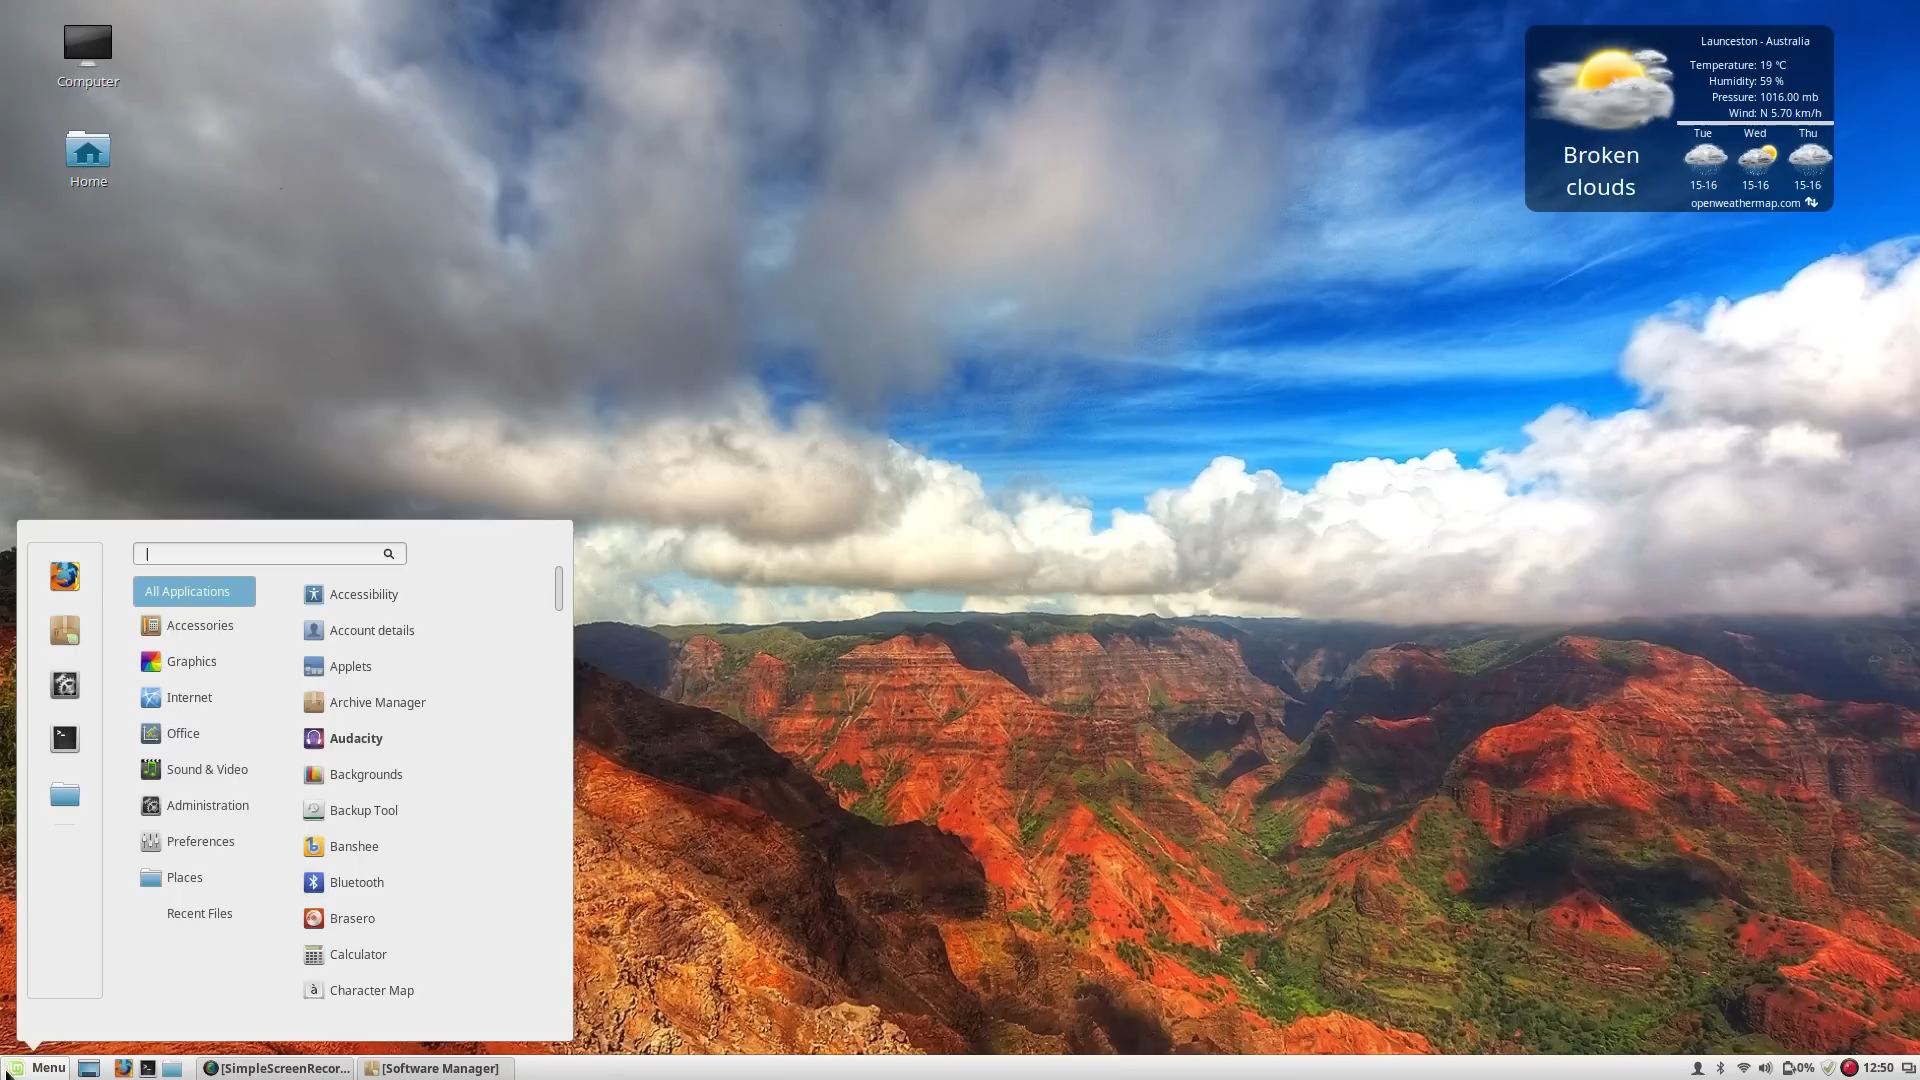 Computer
Home
Launceston - Australia
Temperature: 19 °C
Humidity: 59 %
Pressure: 1016.00 mb
Wind: N 5.70 km/h
Broken
clouds
Tue Wed Thu
15-16 15-16 15-16
openweathermap.com
All Applications
Accessories
Graphics
Internet
Office
Sound & Video
Administration
Preferences
Places
Recent Files
Accessibility
Account details
Applets
Archive Manager
Audacity
Backgrounds
Backup Tool
Banshee
Bluetooth
Brasero
Calculator
Character Map
Menu
[SimpleScreenRecor...
[Software Manager]
0%
12:50